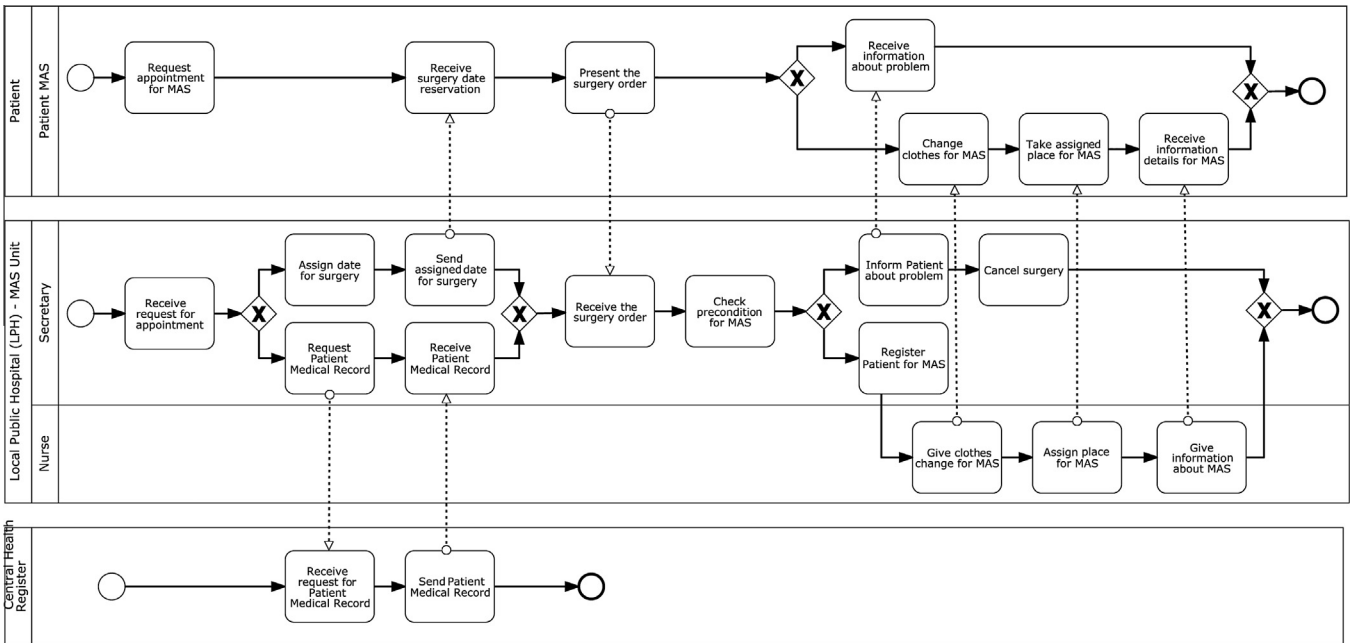 Patient
Patient MAS
Request
appointment
for MAS
Receive
surgery date
reservation
Present the
surgery order
X
Receive
information
about problem
X
Change
clothes for MAS
Take assigned
place for MAS
Receive
information
details for MAS
Local Public Hospital (LPH) - MAS Unit
Secretary
Receive
request for
appointment
X
Assign date
for surgery
Send
assigned date
for surgery
Request
Patient
Medical Record
Receive
Patient
Medical Record
X
Receive the
surgery order
Check
precondition
for MAS
X
Inform Patient
about problem
Cancel surgery
Register
Patient for MAS
X
Nurse
Give clothes
change for MAS
Assign place
for MAS
Give
information
about MAS
Central Health
Register
Receive
request for
Patient
Medical Record
Send Patient
Medical Record